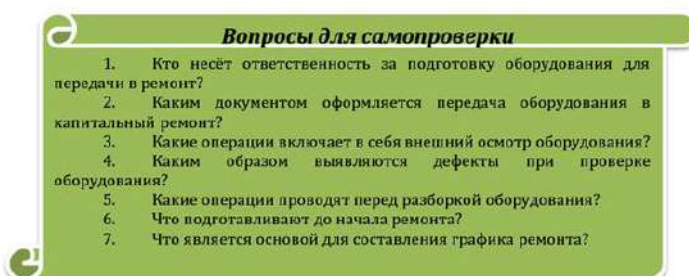 Вопросы для самопроверки
1. Кто несёт ответственность за подготовку оборудования для
передачи в ремонт?
2. Каким документом оформляется передача оборудования в
капитальный ремонт?
3. Какие операции включает в себя внешний осмотр оборудования?
4. Каким образом выявляются дефекты при проверке
оборудования?
5. Какие операции проводят перед разборкой оборудования?
6. Что подготавливают до начала ремонта?
7. Что является основой для составления графика ремонта?